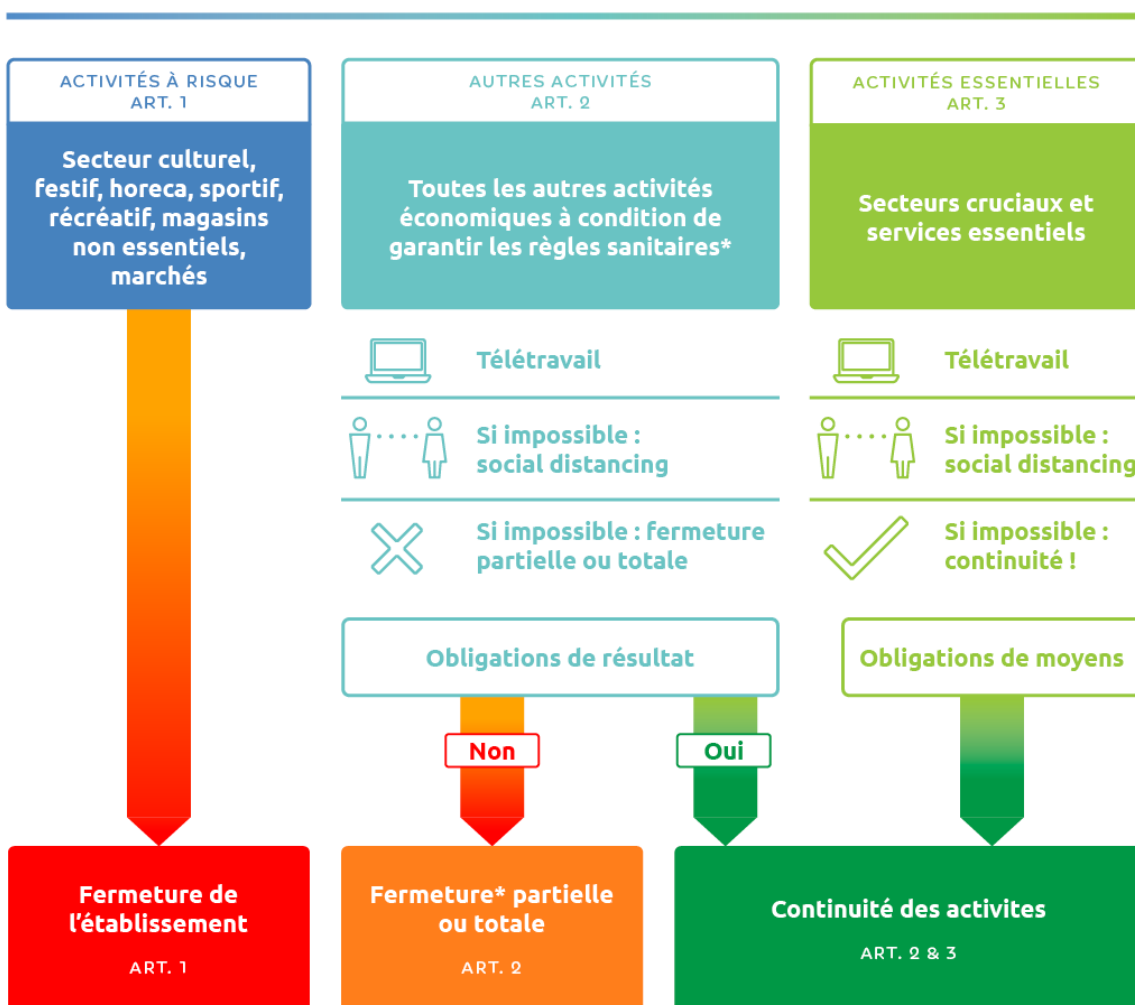 ACTIVITÉS À RISQUE
ART. 1
Secteur culturel,
festif, horeca, sportif,
récréatif, magasins
non essentiels,
marchés
AUTRES ACTIVITÉS
ART. 2
Toutes les autres activités
économiques à condition de
garantir les règles sanitaires*
ACTIVITÉS ESSENTIELLES
ART. 3
Secteurs cruciaux et
services essentiels
Télétravail
Si impossible :
social distancing
Si impossible : fermeture
partielle ou totale
Télétravail
Si impossible :
social distancing
Si impossible :
continuité !
Obligations de résultat
Obligations de moyens
Non
Oui
Fermeture de
l’établissement
ART. 1
Fermeture* partielle
ou totale
ART. 2
Continuité des activites
ART. 2 & 3